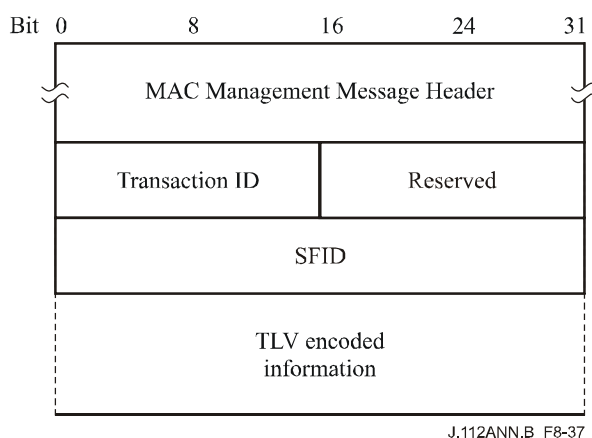 Bit 0 8 16 24 31
MAC Management Message Header
Transaction ID Reserved
SFID
TLV encoded
information
J.112ANN.B_F8-37